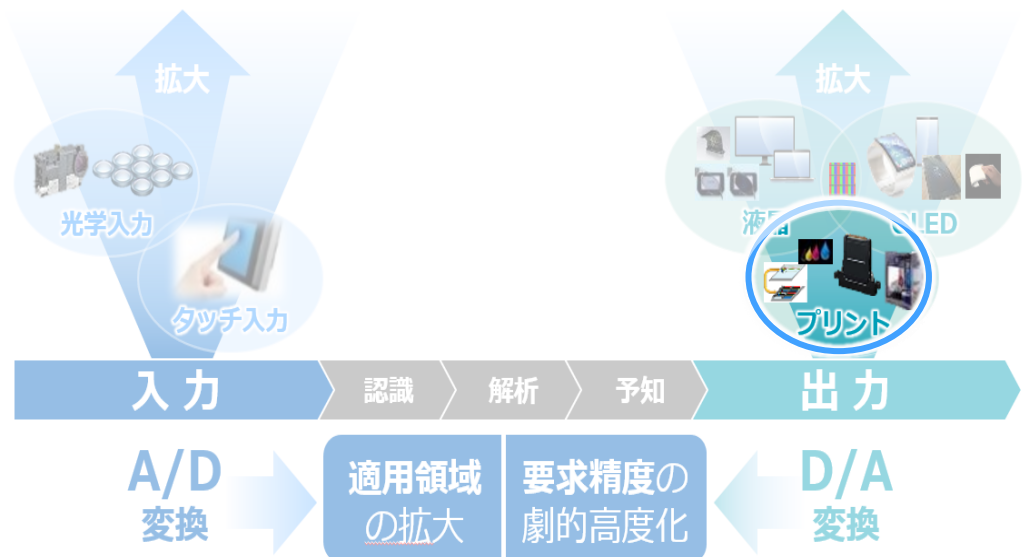 拡大
拡大
光学入力
タッチ入力
液晶
OLED
プリント
入力
認識
解析
予知
出力
A/D
変換
適用領域
の拡大
要求精度の
劇的高度化
D/A
変換